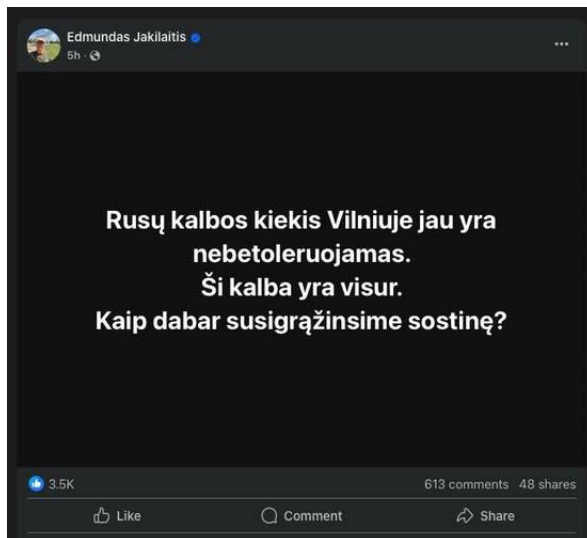 Edmundas Jakilaitis
5h ·
Rusų kalbos kiekis Vilniuje jau yra
nebetoleruojamas.
Ši kalba yra visur.
Kaip dabar susigrąžinsime sostinę?
3.5K
613 comments 48 shares
Like
Comment
Share